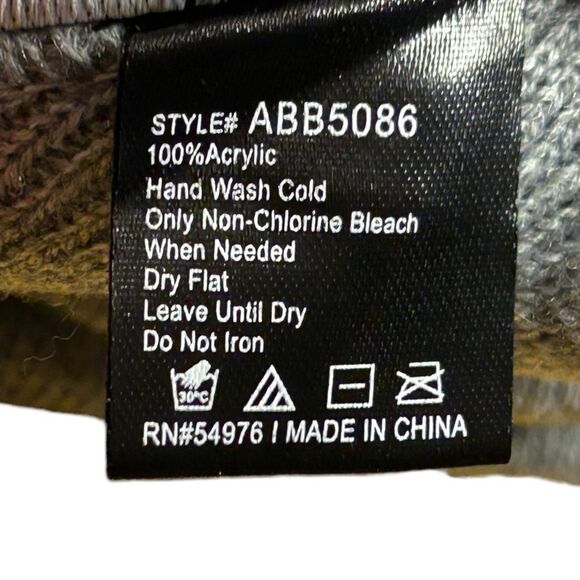 STYLE# ABB5086
100%Acrylic
Hand Wash Cold
Only Non-Chlorine Bleach
When Needed
Dry Flat
Leave Until Dry
Do Not Iron
30°C
RN#54976 | MADE IN CHINA